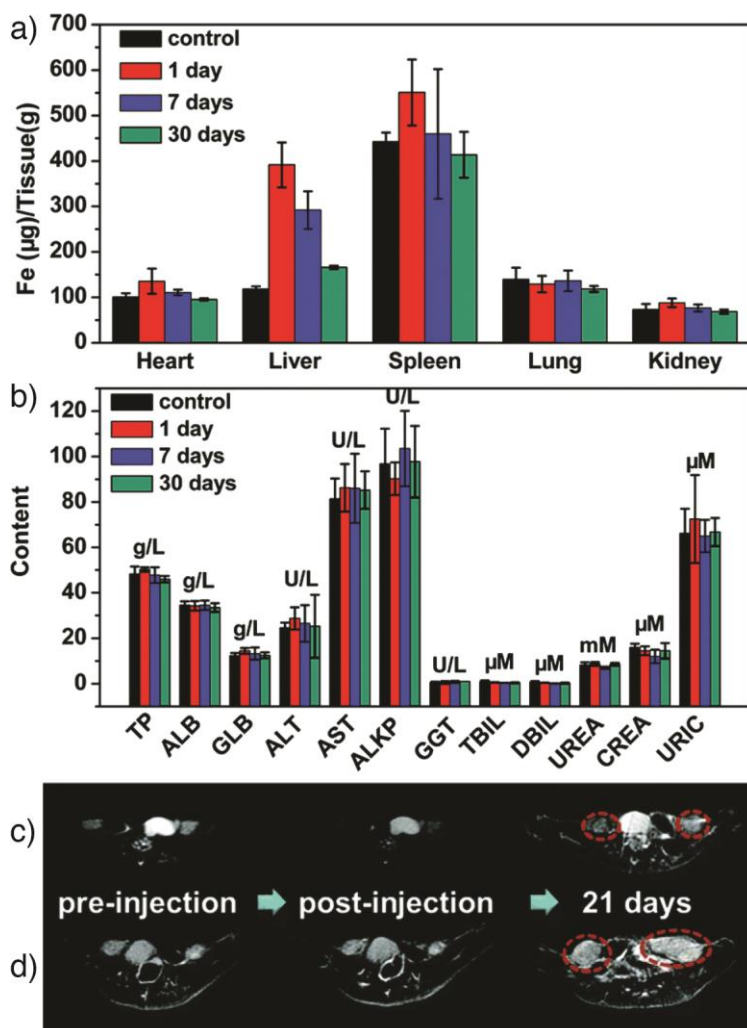 a)
700
600
500
400
300
200
100
0
Fe (µg)/Tissue(g)
control
1 day
7 days
30 days
Heart Liver Spleen Lung Kidney
b)
120
100
80
60
40
20
0
Content
control
1 day
7 days
30 days
g/L g/L g/L U/L U/L U/L U/L µM µM mM µM µM
TP ALB GLB ALT AST ALKP GGT TBIL DBIL UREA CREA URIC
c)
pre-injection post-injection 21 days
d)